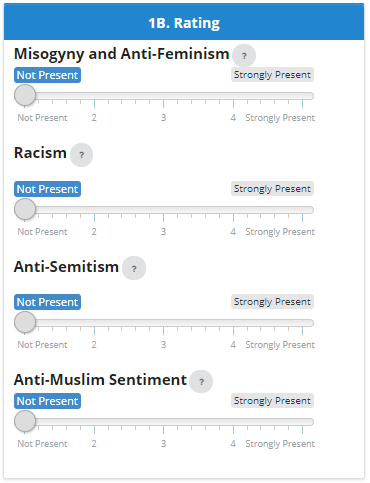 1B. Rating
Misogyny and Anti-Feminism ?
Not Present Strongly Present
Not Present 2 3 4 Strongly Present
Racism ?
Not Present Strongly Present
Not Present 2 3 4 Strongly Present
Anti-Semitism ?
Not Present Strongly Present
Not Present 2 3 4 Strongly Present
Anti-Muslim Sentiment ?
Not Present Strongly Present
Not Present 2 3 4 Strongly Present